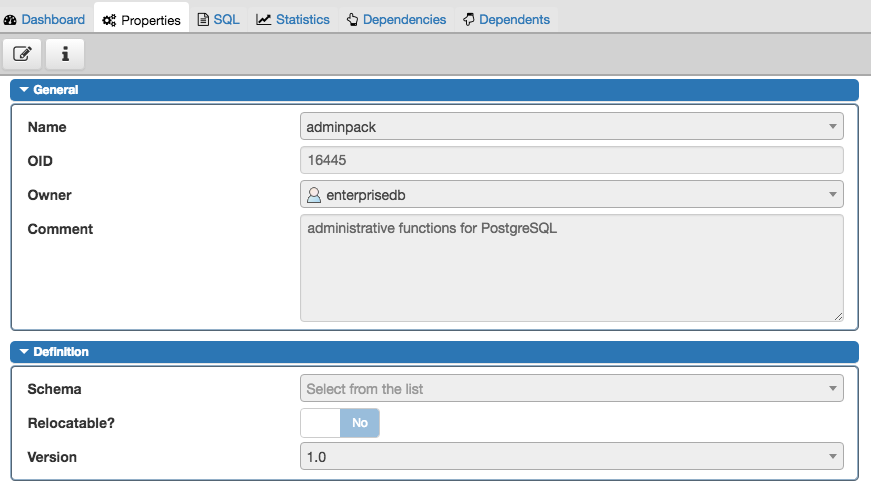 Dashboard Properties SQL Statistics Dependencies Dependents
General
Name adminpack
OID 16445
Owner enterprisedb
Comment administrative functions for PostgreSQL
Definition
Schema Select from the list
Relocatable? No
Version 1.0